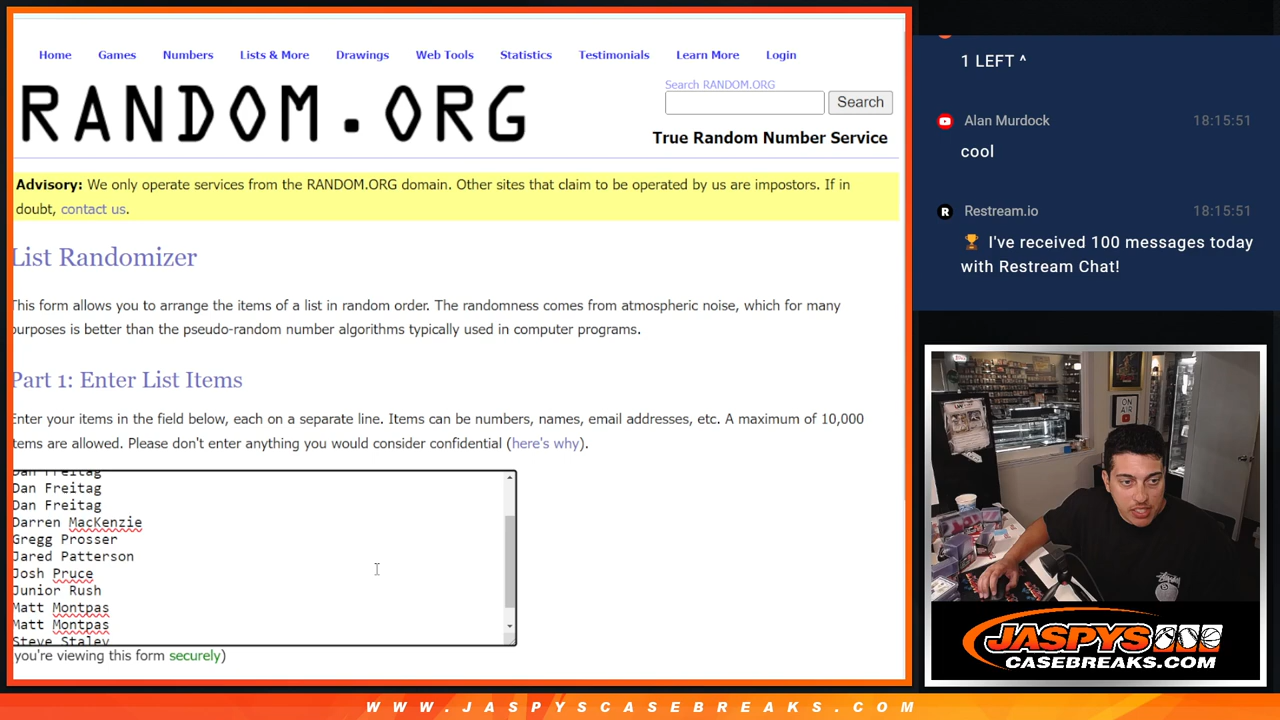 Home Games Numbers Lists & More Drawings Web Tools Statistics Testimonials Learn More Login
RANDOM.ORG
Search RANDOM.ORG
Search
True Random Number Service
Advisory: We only operate services from the RANDOM.ORG domain. Other sites that claim to be operated by us are impostors. If in
doubt, contact us.
List Randomizer
This form allows you to arrange the items of a list in random order. The randomness comes from atmospheric noise, which for many
purposes is better than the pseudo-random number algorithms typically used in computer programs.
Part 1: Enter List Items
Enter your items in the field below, each on a separate line. Items can be numbers, names, email addresses, etc. A maximum of 10,000
items are allowed. Please don't enter anything you would consider confidential (here's why).
Dan Freitag
Dan Freitag
Dan Freitag
Darren MacKenzie
Gregg Prosser
Jared Patterson
Josh Pruce
Junior Rush
Matt Montpas
Matt Montpas
Steve Staley
you're viewing this form securely)
1 LEFT ^
Alan Murdock 18:15:51
cool
Restream.io 18:15:51
🏆 I've received 100 messages today
with Restream Chat!
ON
AIR
JASPYS
CASEBREAKS.COM
WWW.JASPYSCASEBREAKS.COM